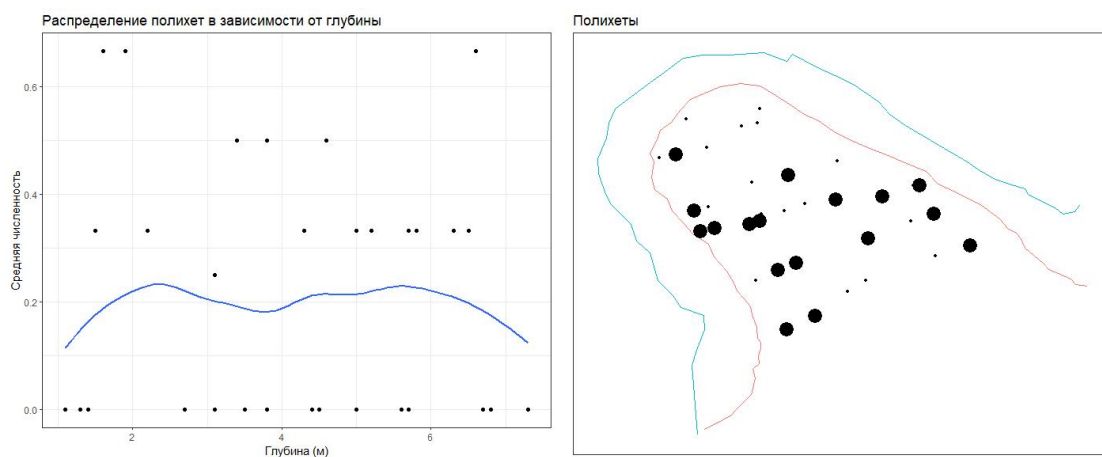 Распределение полихет в зависимости от глубины
Средняя численность
0.6
0.4
0.2
0.0
2
4
6
Глубина (м)
Полихеты